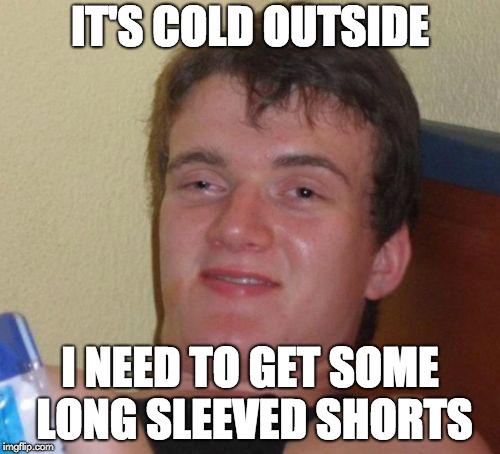 IT'S COLD OUTSIDE
I NEED TO GET SOME
LONG SLEEVED SHORTS
imgflip.com